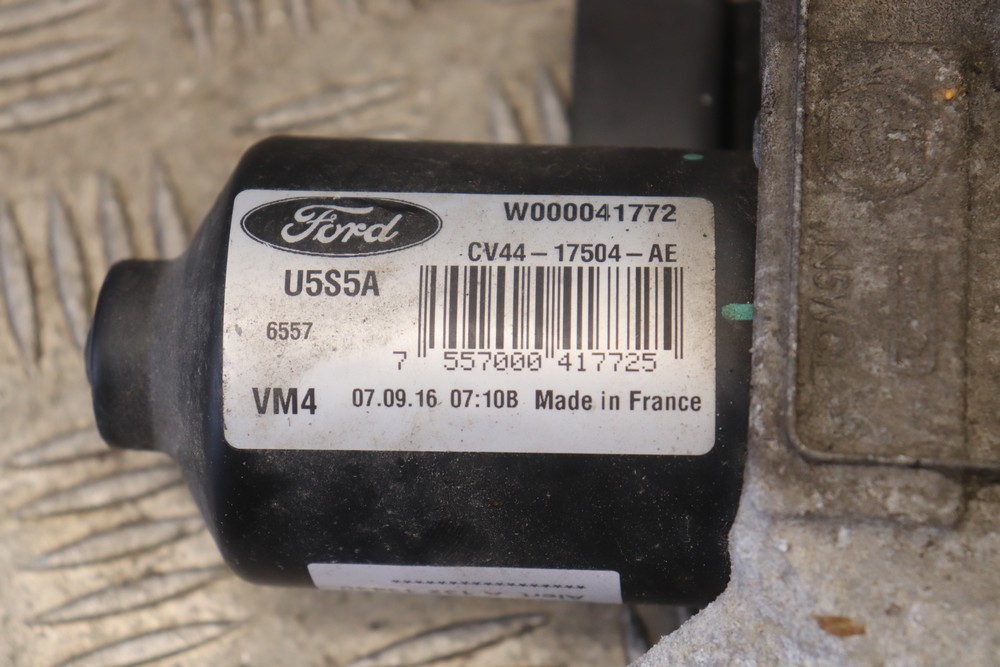 Ford
W000041772
CV44-17504-AE
U5S5A
6557
7 557000 417725
VM4 07.09.16 07:10B Made in France